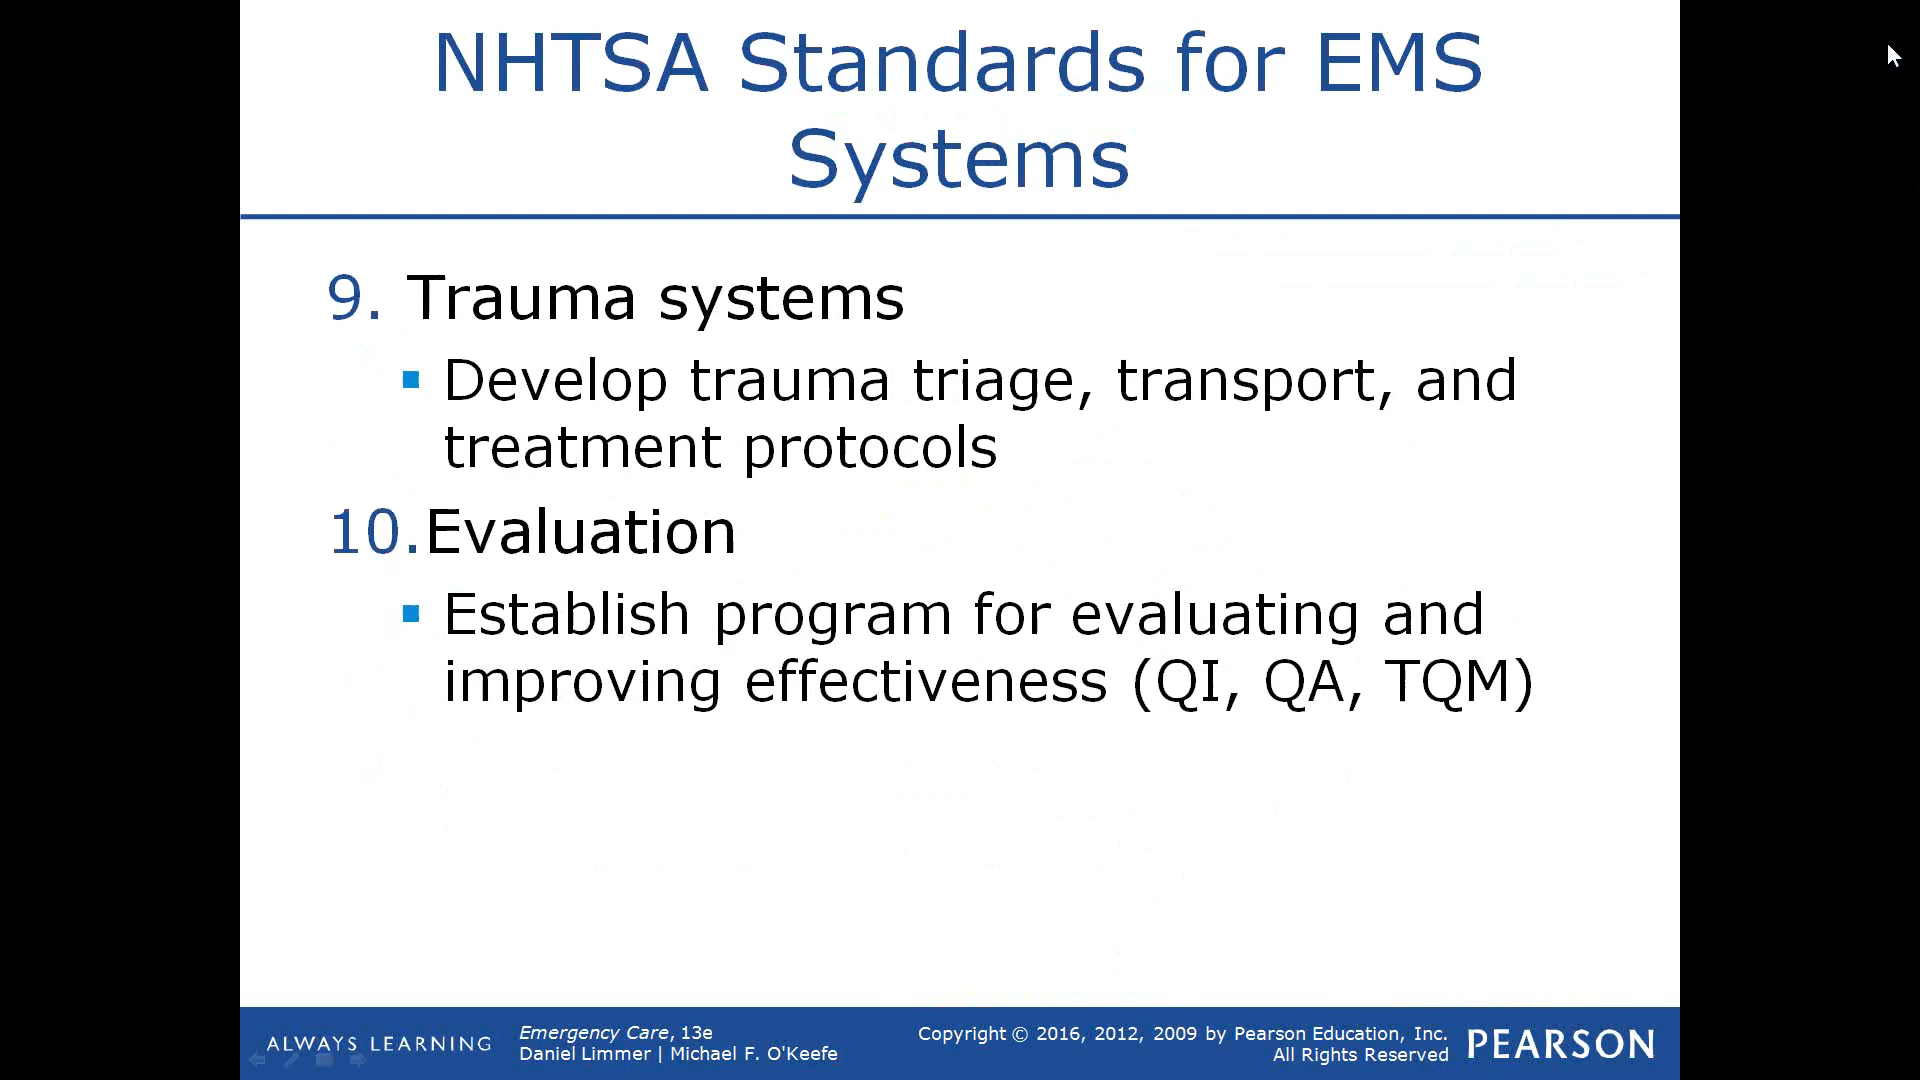 NHTSA Standards for EMS
Systems
9. Trauma systems
▪ Develop trauma triage, transport, and
treatment protocols
10.Evaluation
▪ Establish program for evaluating and
improving effectiveness (QI, QA, TQM)
ALWAYS LEARNING
Emergency Care, 13e
Daniel Limmer | Michael F. O'Keefe
Copyright © 2016, 2012, 2009 by Pearson Education, Inc.
All Rights Reserved
PEARSON